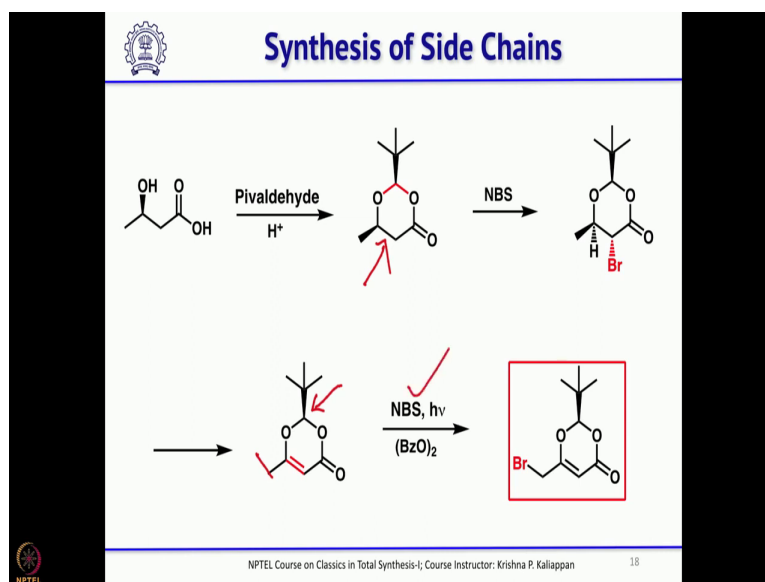 Synthesis of Side Chains
OH
O
OH
Pivaldehyde
H+
O
O
O
NBS
O
O
O
H
Br
O
O
O
NBS, hν
(BzO)2
O
O
Br
O
NPTEL Course on Classics in Total Synthesis-I; Course Instructor: Krishna P. Kaliappan
18
NPTEL